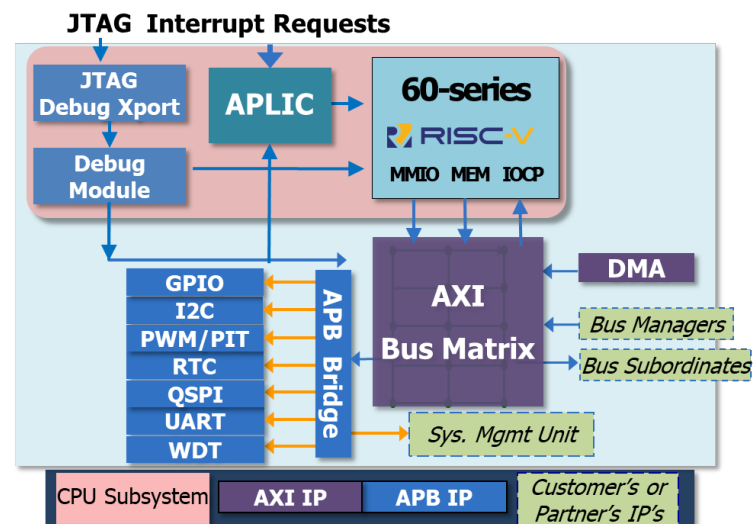 JTAG Interrupt Requests
JTAG
Debug Xport
APLIC
60-series
RISC-V
MMIO MEM IOCP
Debug
Module
GPIO
I2C
PWM/PIT
RTC
QSPI
UART
WDT
APB Bridge
AXI
Bus Matrix
DMA
Bus Managers
Bus Subordinates
Sys. Mgmt Unit
CPU Subsystem
AXI IP
APB IP
Customer's or
Partner's IP's